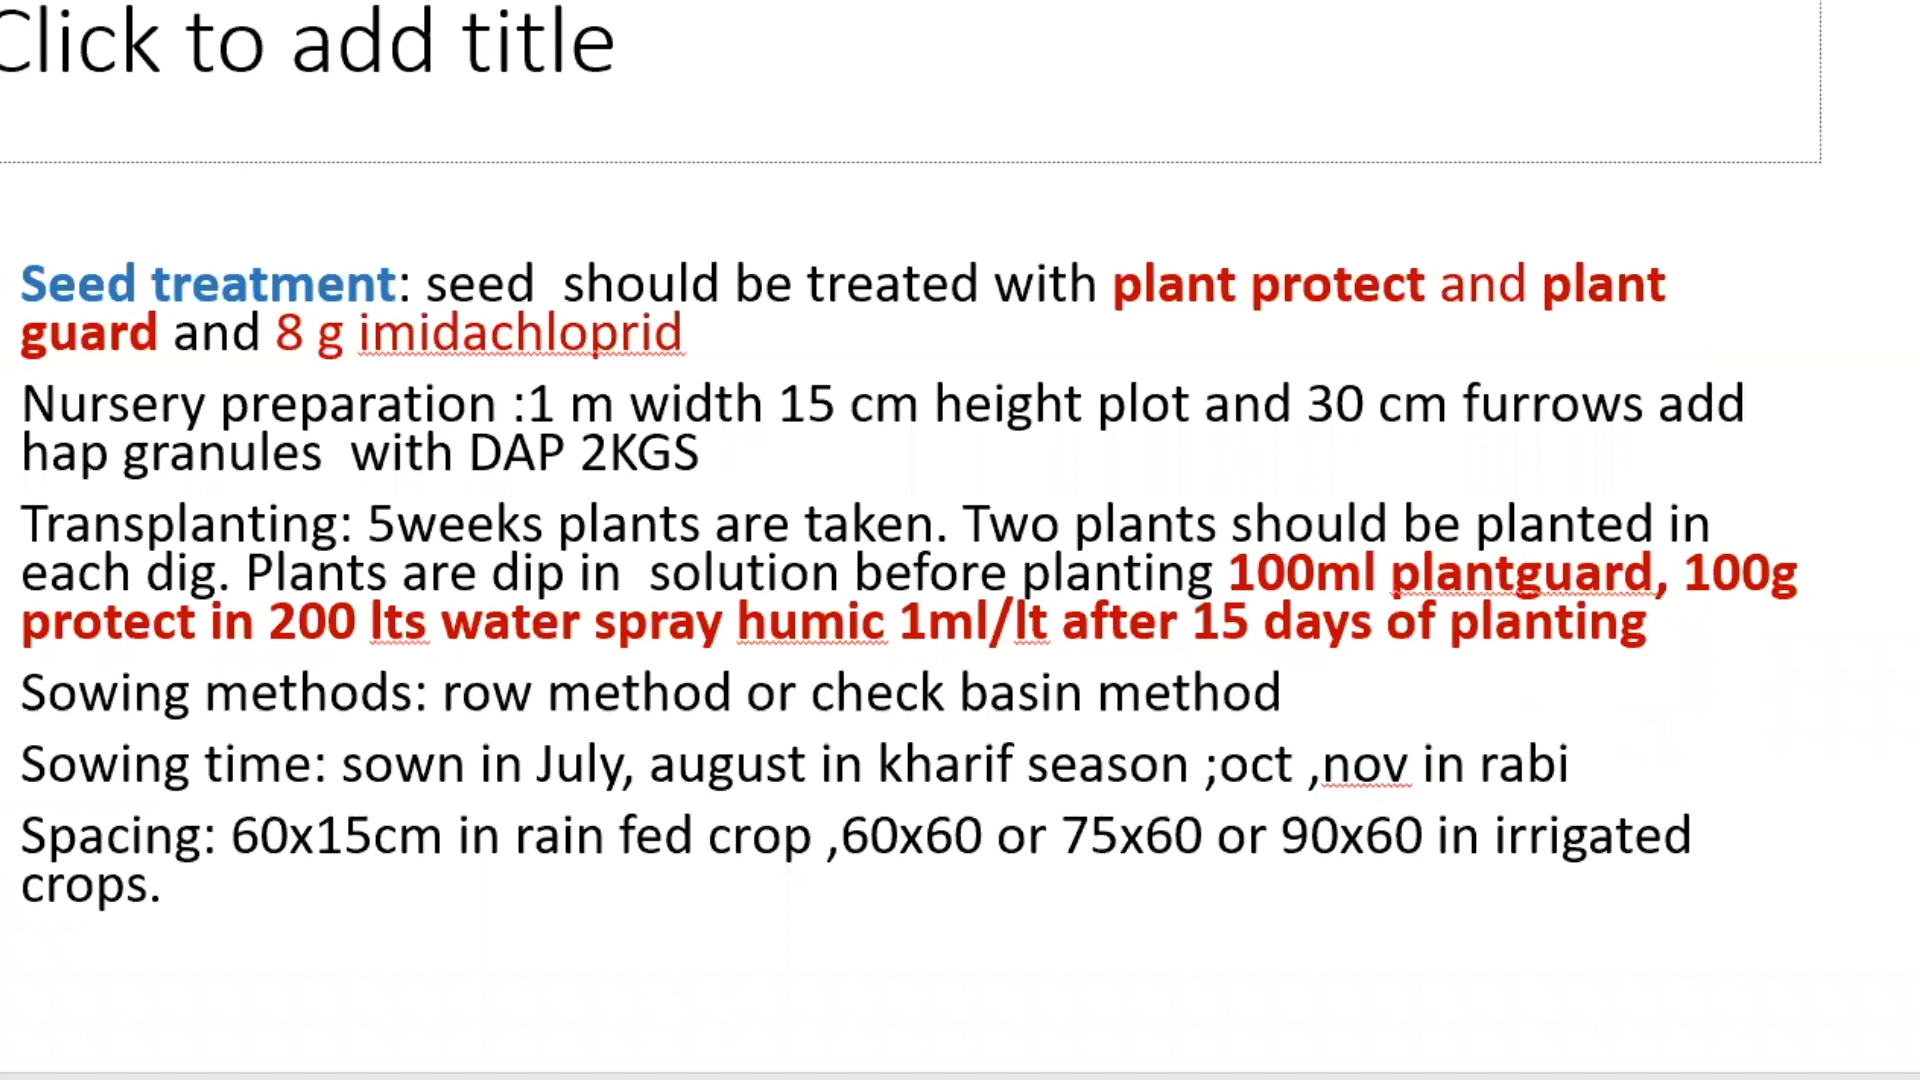 Click to add title
Seed treatment: seed  should be treated with plant protect and plant
guard and 8 g imidachloprid
Nursery preparation :1 m width 15 cm height plot and 30 cm furrows add
hap granules  with DAP 2KGS
Transplanting: 5weeks plants are taken. Two plants should be planted in
each dig. Plants are dip in  solution before planting 100ml plantguard, 100g
protect in 200 lts water spray humic 1ml/lt after 15 days of planting
Sowing methods: row method or check basin method
Sowing time: sown in July, august in kharif season ;oct ,nov in rabi
Spacing: 60x15cm in rain fed crop ,60x60 or 75x60 or 90x60 in irrigated
crops.